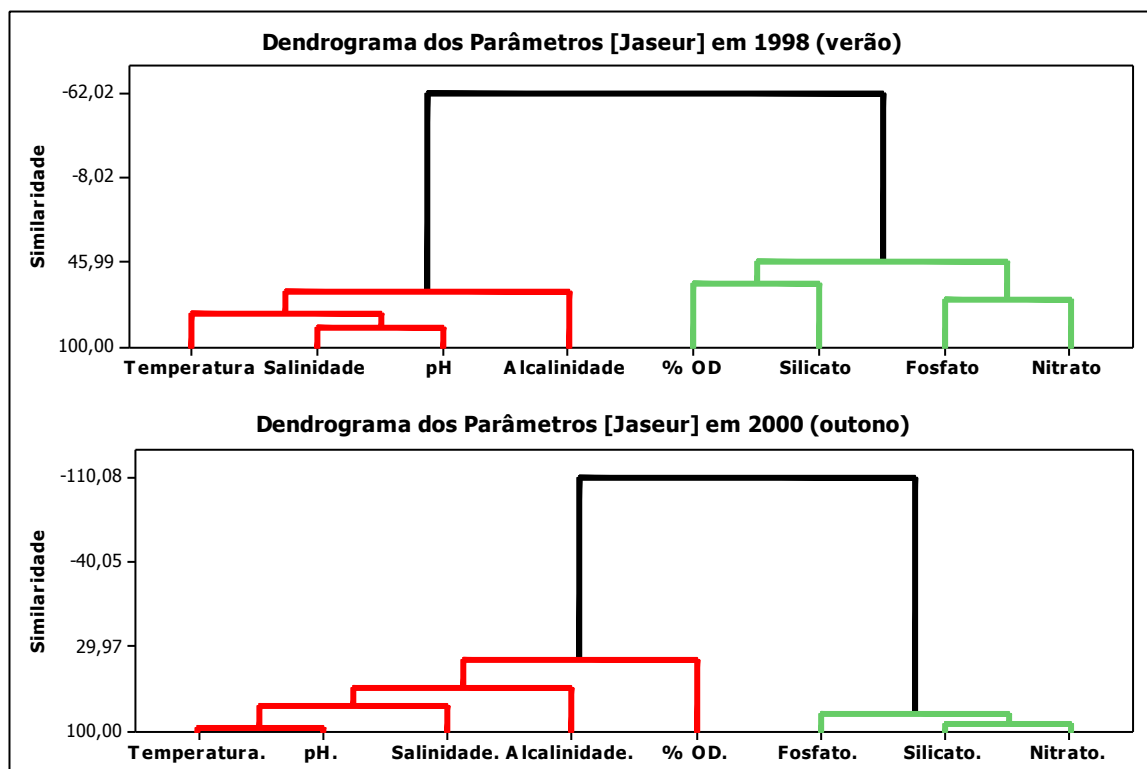 Dendrograma dos Parâmetros [Jaseur] em 1998 (verão)
Similaridade
-62,02
-8,02
45,99
100,00
Temperatura Salinidade pH Alcalinidade % OD Silicato Fosfato Nitrato
Dendrograma dos Parâmetros [Jaseur] em 2000 (outono)
Similaridade
-110,08
-40,05
29,97
100,00
Temperatura. pH. Salinidade. Alcalinidade. % OD. Fosfato. Silicato. Nitrato.